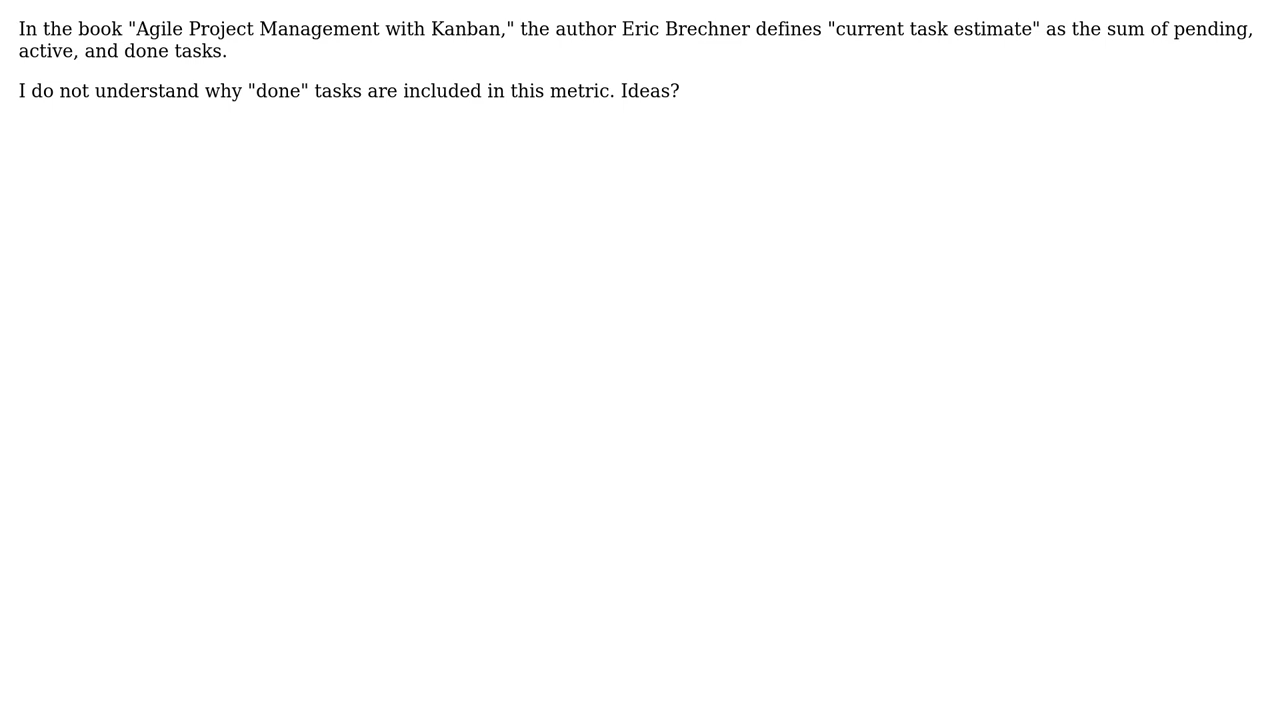 In the book "Agile Project Management with Kanban," the author Eric Brechner defines "current task estimate" as the sum of pending,
active, and done tasks.
I do not understand why "done" tasks are included in this metric. Ideas?